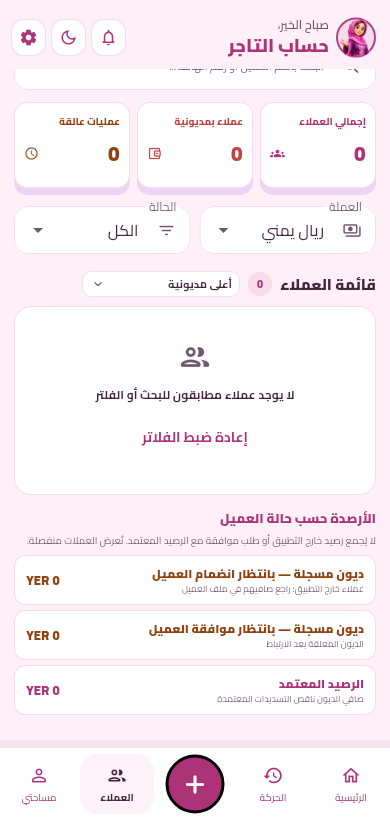 صباح الخير،
حساب التاجر
إجمالي العملاء
0
عملاء بمديونية
0
عمليات عالقة
0
العملة
ريال يمني
الحالة
الكل
قائمة العملاء
0
أعلى مديونية
لا يوجد عملاء مطابقون للبحث أو الفلتر
إعادة ضبط الفلاتر
الأرصدة حسب حالة العميل
لا يُجمع رصيد خارج التطبيق أو طلب موافقة مع الرصيد المعتمد. تُعرض العملات منفصلة.
ديون مسجلة — بانتظار انضمام العميل
YER 0
عملاء خارج التطبيق؛ راجع صافيهم في ملف العميل
ديون مسجلة — بانتظار موافقة العميل
YER 0
الديون المعلقة بعد الارتباط
الرصيد المعتمد
YER 0
صافي الديون ناقص التسديدات المعتمدة
الرئيسية
الحركة
العملاء
مساحتي